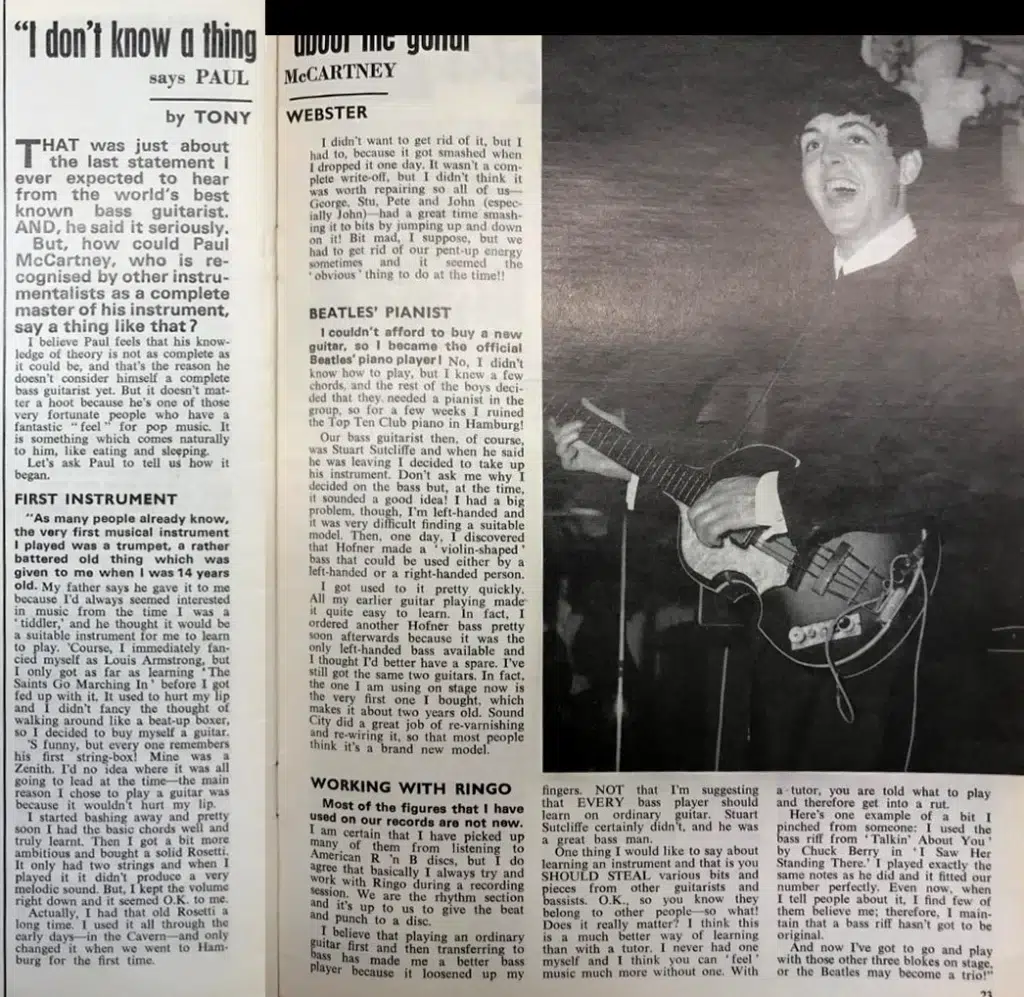 "I don't know a thing about the guitar
says PAUL McCARTNEY
by TONY WEBSTER
THAT was just about
the last statement I
ever expected to hear
from the world's best
known bass guitarist.
AND, he said it seriously.
But, how could Paul
McCartney, who is re-
cognised by other instru-
mentalists as a complete
master of his instrument,
say a thing like that?
I believe Paul feels that his know-
ledge of theory is not as complete as
it could be, and that's the reason he
doesn't consider himself a complete
bass guitarist yet. But it doesn't mat-
ter a hoot because he's one of those
very fortunate people who have a
fantastic "feel" for pop music. It
is something which comes naturally
to him, like eating and sleeping.
Let's ask Paul to tell us how it
began.
FIRST INSTRUMENT
"As many people already know,
the very first musical instrument
I played was a trumpet, a rather
battered old thing which was
given to me when I was 14 years
old. My father says he gave it to me
because I'd always seemed interested
in music from the time I was a
'tiddler,' and he thought it would be
a suitable instrument for me to learn
to play. 'Course, I immediately fan-
cied myself as Louis Armstrong, but
I only got as far as learning 'The
Saints Go Marching In' before I got
fed up with it. It used to hurt my lip
and I didn't fancy the thought of
walking around like a beat-up boxer,
so I decided to buy myself a guitar.
'S funny, but every one remembers
his first string-box! Mine was a
Zenith. I'd no idea where it was all
going to lead at the time—the main
reason I chose to play a guitar was
because it wouldn't hurt my lip.
I started bashing away and pretty
soon I had the basic chords well and
truly learnt. Then I got a bit more
ambitious and bought a solid Rosetti.
It only had two strings and when I
played it it didn't produce a very
melodic sound. But, I kept the volume
right down and it seemed O.K. to me.
Actually, I had that old Rosetti a
long time. I used it all through the
early days—in the Cavern—and only
changed it when we went to Ham-
burg for the first time.
I didn't want to get rid of it, but I
had to, because it got smashed when
I dropped it one day. It wasn't a com-
plete write-off, but I didn't think it
was worth repairing so all of us—
George, Stu, Pete and John (espec-
ially John)—had a great time smash-
ing it to bits by jumping up and down
on it! Bit mad, I suppose, but we
had to get rid of our pent-up energy
sometimes and it seemed the
'obvious' thing to do at the time!!
BEATLES' PIANIST
I couldn't afford to buy a new
guitar, so I became the official
Beatles' piano player! No, I didn't
know how to play, but I knew a few
chords, and the rest of the boys deci-
ded that they needed a pianist in the
group, so for a few weeks I ruined
the Top Ten Club piano in Hamburg!
Our bass guitarist then, of course,
was Stuart Sutcliffe and when he said
he was leaving I decided to take up
his instrument. Don't ask me why I
decided on the bass but, at the time,
it sounded a good idea! I had a big
problem, though, I'm left-handed and
it was very difficult finding a suitable
model. Then, one day, I discovered
that Hofner made a 'violin-shaped'
bass that could be used either by a
left-handed or a right-handed person.
I got used to it pretty quickly.
All my earlier guitar playing made
it quite easy to learn. In fact, I
ordered another Hofner bass pretty
soon afterwards because it was the
only left-handed bass available and
I thought I'd better have a spare. I've
still got the same two guitars. In fact,
the one I am using on stage now is
the very first one I bought, which
makes it about two years old. Sound
City did a great job of re-varnishing
and re-wiring it, so that most people
think it's a brand new model.
WORKING WITH RINGO
Most of the figures that I have
used on our records are not new.
I am certain that I have picked up
many of them from listening to
American R 'n B discs, but I do
agree that basically I always try and
work with Ringo during a recording
session. We are the rhythm section
and it's up to us to give the beat
and punch to a disc.
I believe that playing an ordinary
guitar first and then transferring to
bass has made me a better bass
player because it loosened up my
fingers. NOT that I'm suggesting
that EVERY bass player should
learn on ordinary guitar. Stuart
Sutcliffe certainly didn't, and he was
a great bass man.
One thing I would like to say about
learning an instrument and that is you
SHOULD STEAL various bits and
pieces from other guitarists and
bassists. O.K., so you know they
belong to other people—so what!
Does it really matter? I think this
is a much better way of learning
than with a tutor. I never had one
myself and I think you can 'feel'
music much more without one. With
a tutor, you are told what to play
and therefore get into a rut.
Here's one example of a bit I
pinched from someone: I used the
bass riff from 'Talkin' About You'
by Chuck Berry in 'I Saw Her
Standing There.' I played exactly the
same notes as he did and it fitted our
number perfectly. Even now, when
I tell people about it, I find few of
them believe me; therefore, I main-
tain that a bass riff hasn't got to be
original.
And now I've got to go and play
with those other three blokes on stage,
or the Beatles may become a trio!"
23